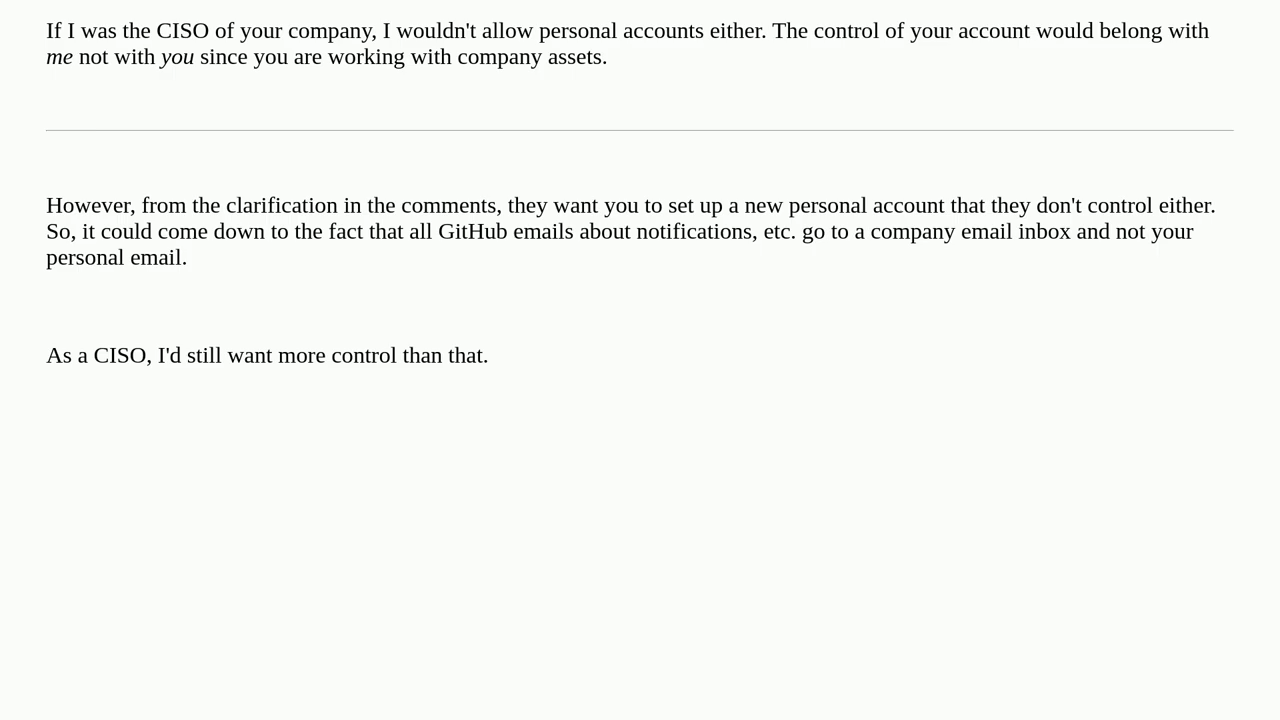 If I was the CISO of your company, I wouldn't allow personal accounts either. The control of your account would belong with
me not with you since you are working with company assets.
However, from the clarification in the comments, they want you to set up a new personal account that they don't control either.
So, it could come down to the fact that all GitHub emails about notifications, etc. go to a company email inbox and not your
personal email.
As a CISO, I'd still want more control than that.